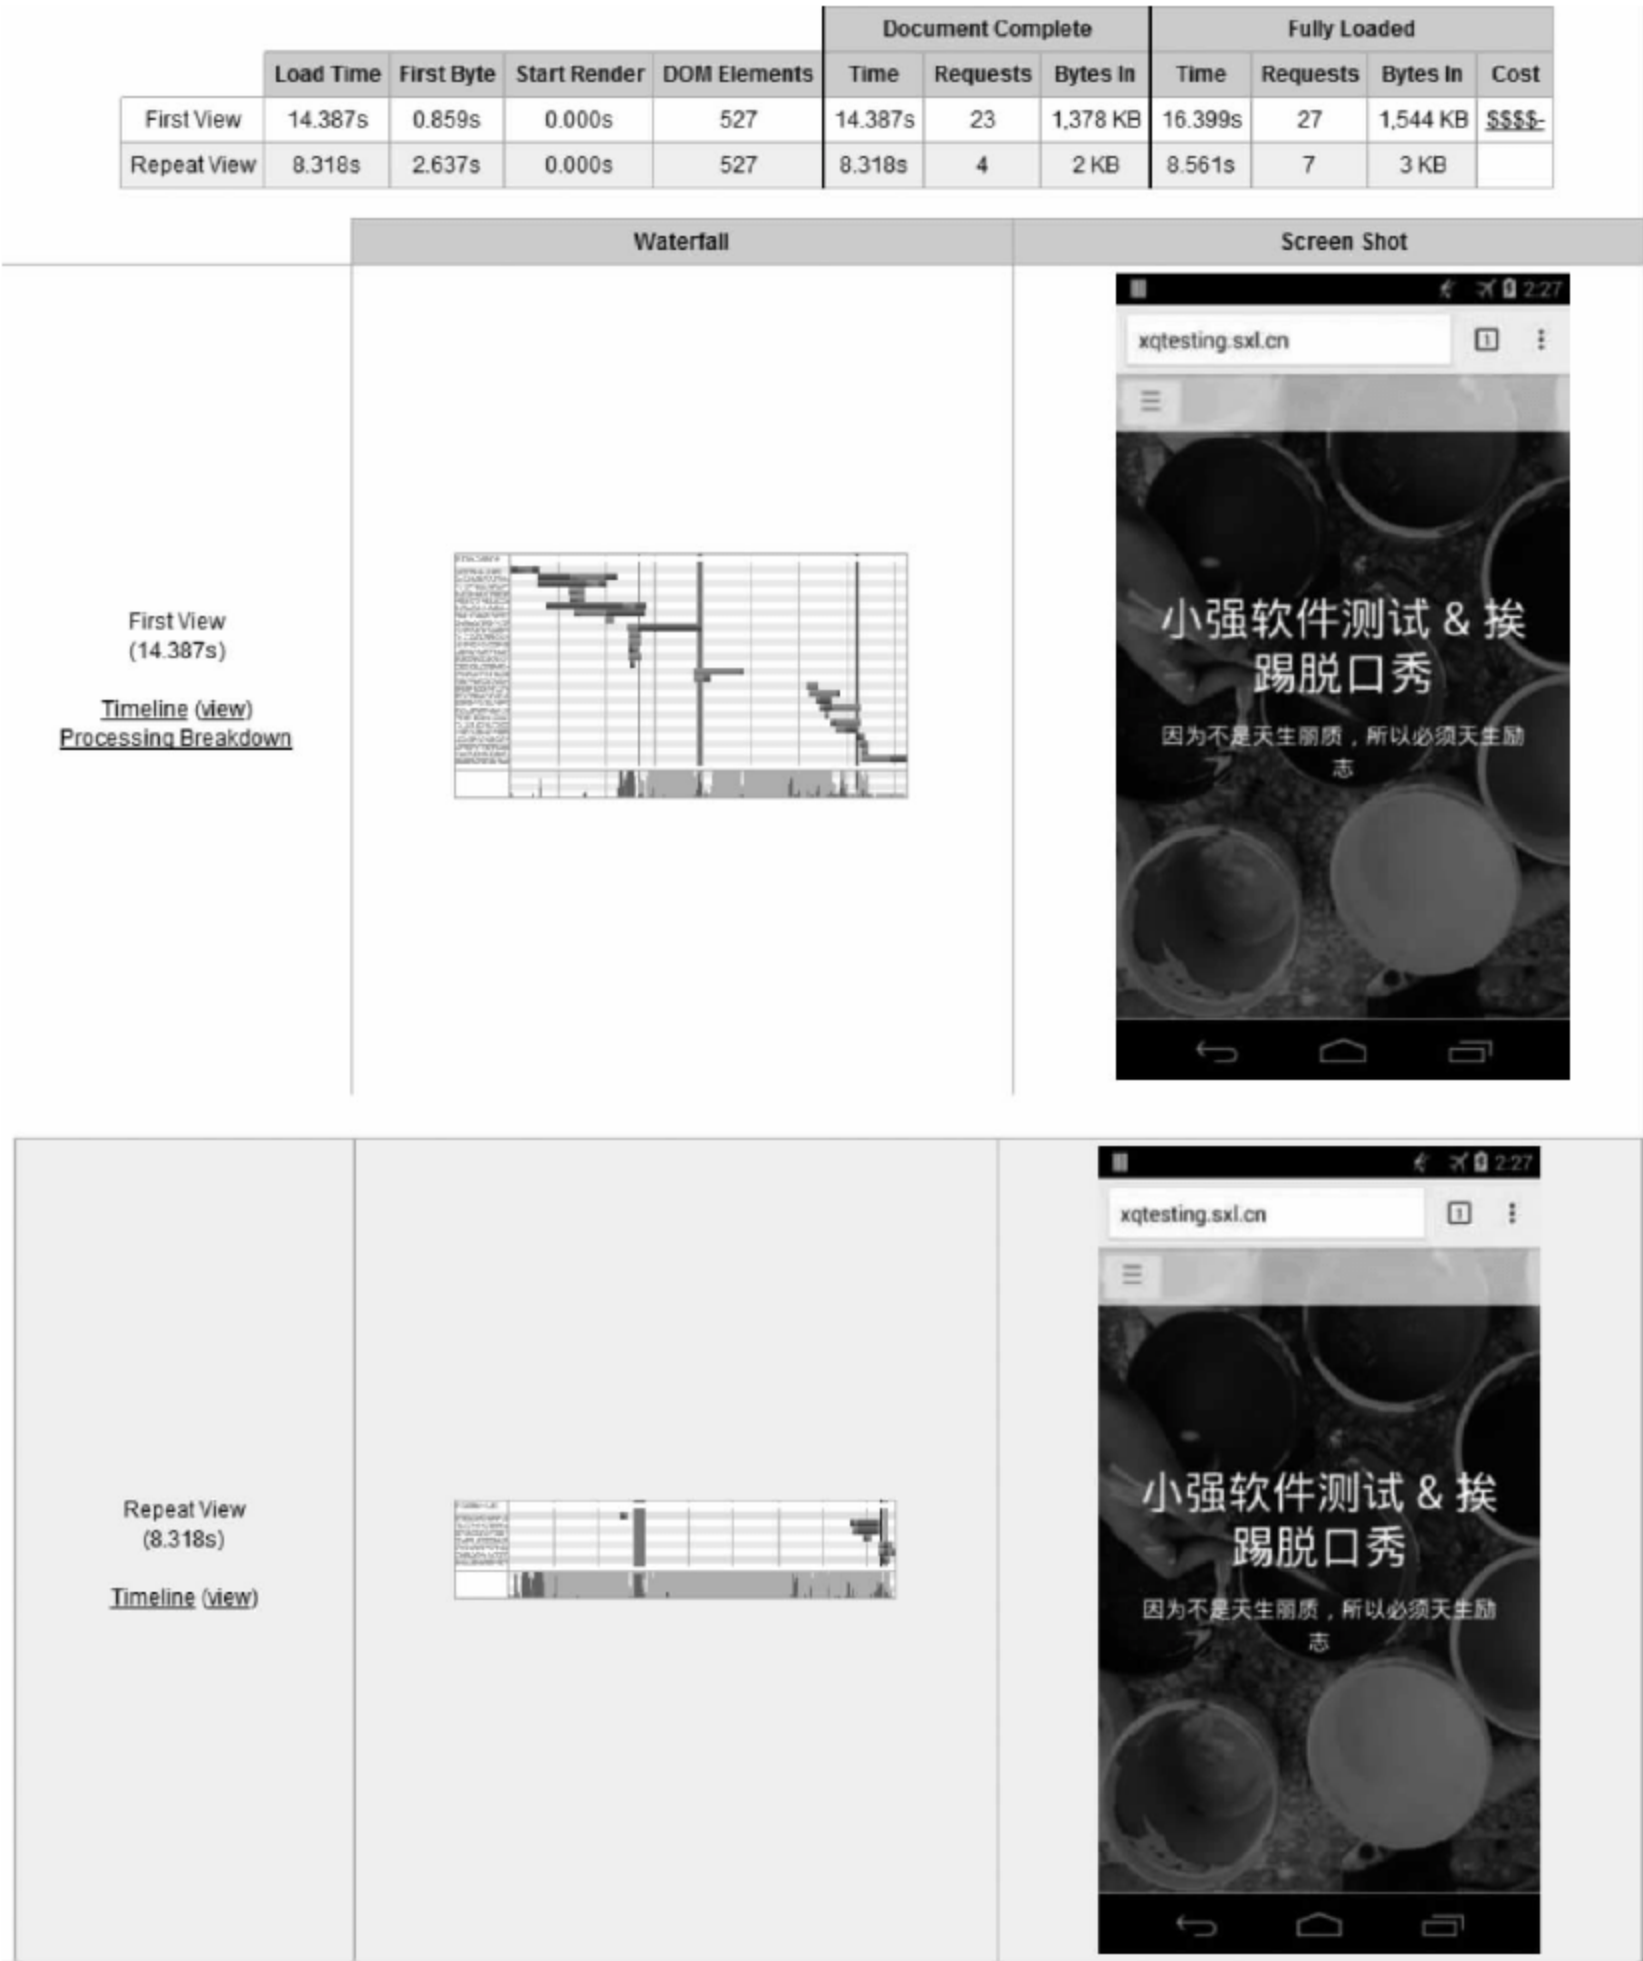 Document Complete Fully Loaded
Load Time First Byte Start Render DOM Elements Time Requests Bytes In Time Requests Bytes In Cost
First View 14.387s 0.859s 0.000s 527 14.387s 23 1,378 KB 16.399s 27 1,544 KB $$$$-
Repeat View 8.318s 2.637s 0.000s 527 8.318s 4 2 KB 8.561s 7 3 KB
Waterfall Screen Shot
2:27
xqtesting.sxl.cn 1
小强软件测试 & 挨
踢脱口秀
因为不是天生丽质，所以必须天生励
志
First View
(14.387s)
Timeline (view)
Processing Breakdown
2:27
xqtesting.sxl.cn 1
小强软件测试 & 挨
踢脱口秀
因为不是天生丽质，所以必须天生励
志
Repeat View
(8.318s)
Timeline (view)